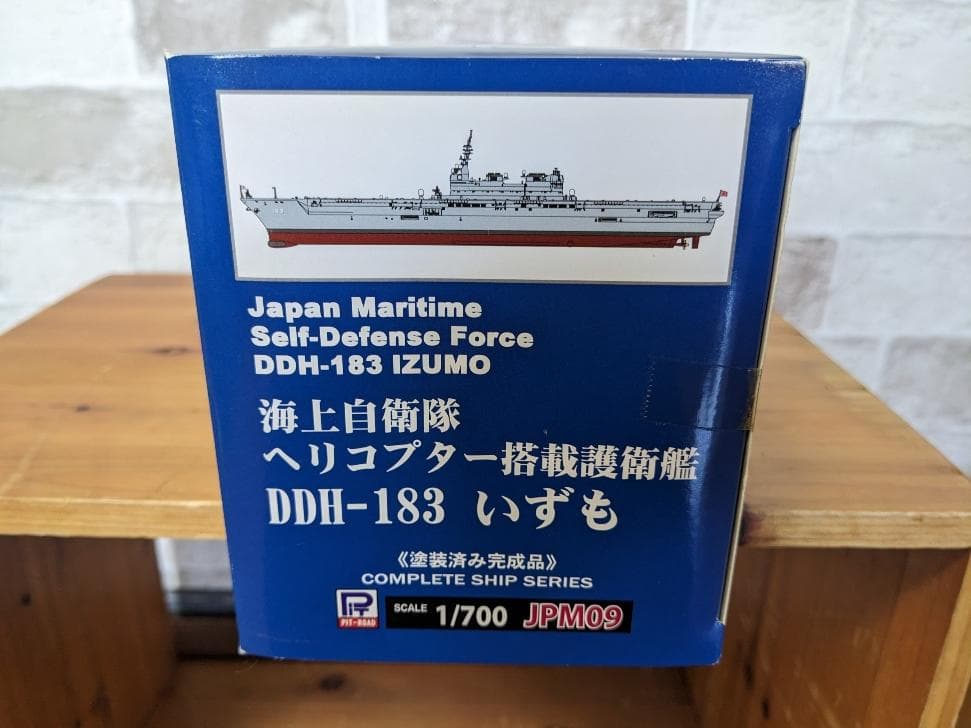 Japan Maritime
Self-Defense Force
DDH-183 IZUMO
海上自衛隊
ヘリコプター搭載護衛艦
DDH-183 いずも
《塗装済み完成品》
COMPLETE SHIP SERIES
PIT-ROAD
SCALE 1/700 JPM09